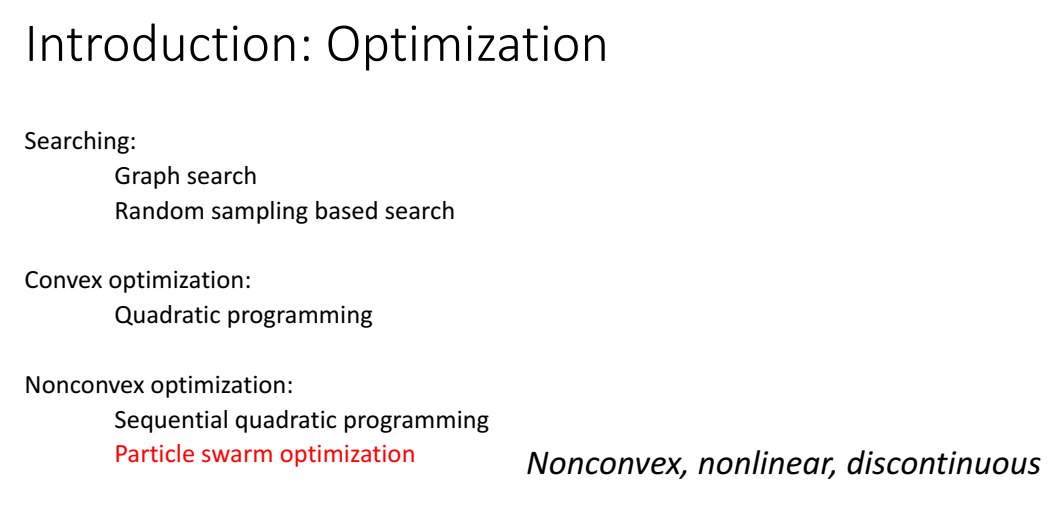 Introduction: Optimization
Searching:
Graph search
Random sampling based search
Convex optimization:
Quadratic programming
Nonconvex optimization:
Sequential quadratic programming
Particle swarm optimization
Nonconvex, nonlinear, discontinuous